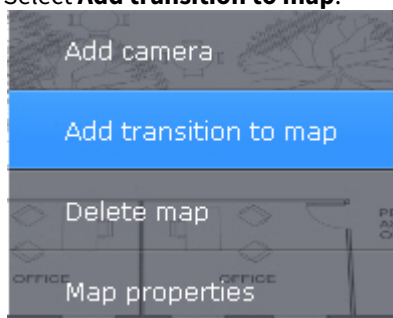 Select Add transition to map.
Add camera
Add transition to map
Delete map
OFFICE
OFFICE
Map properties